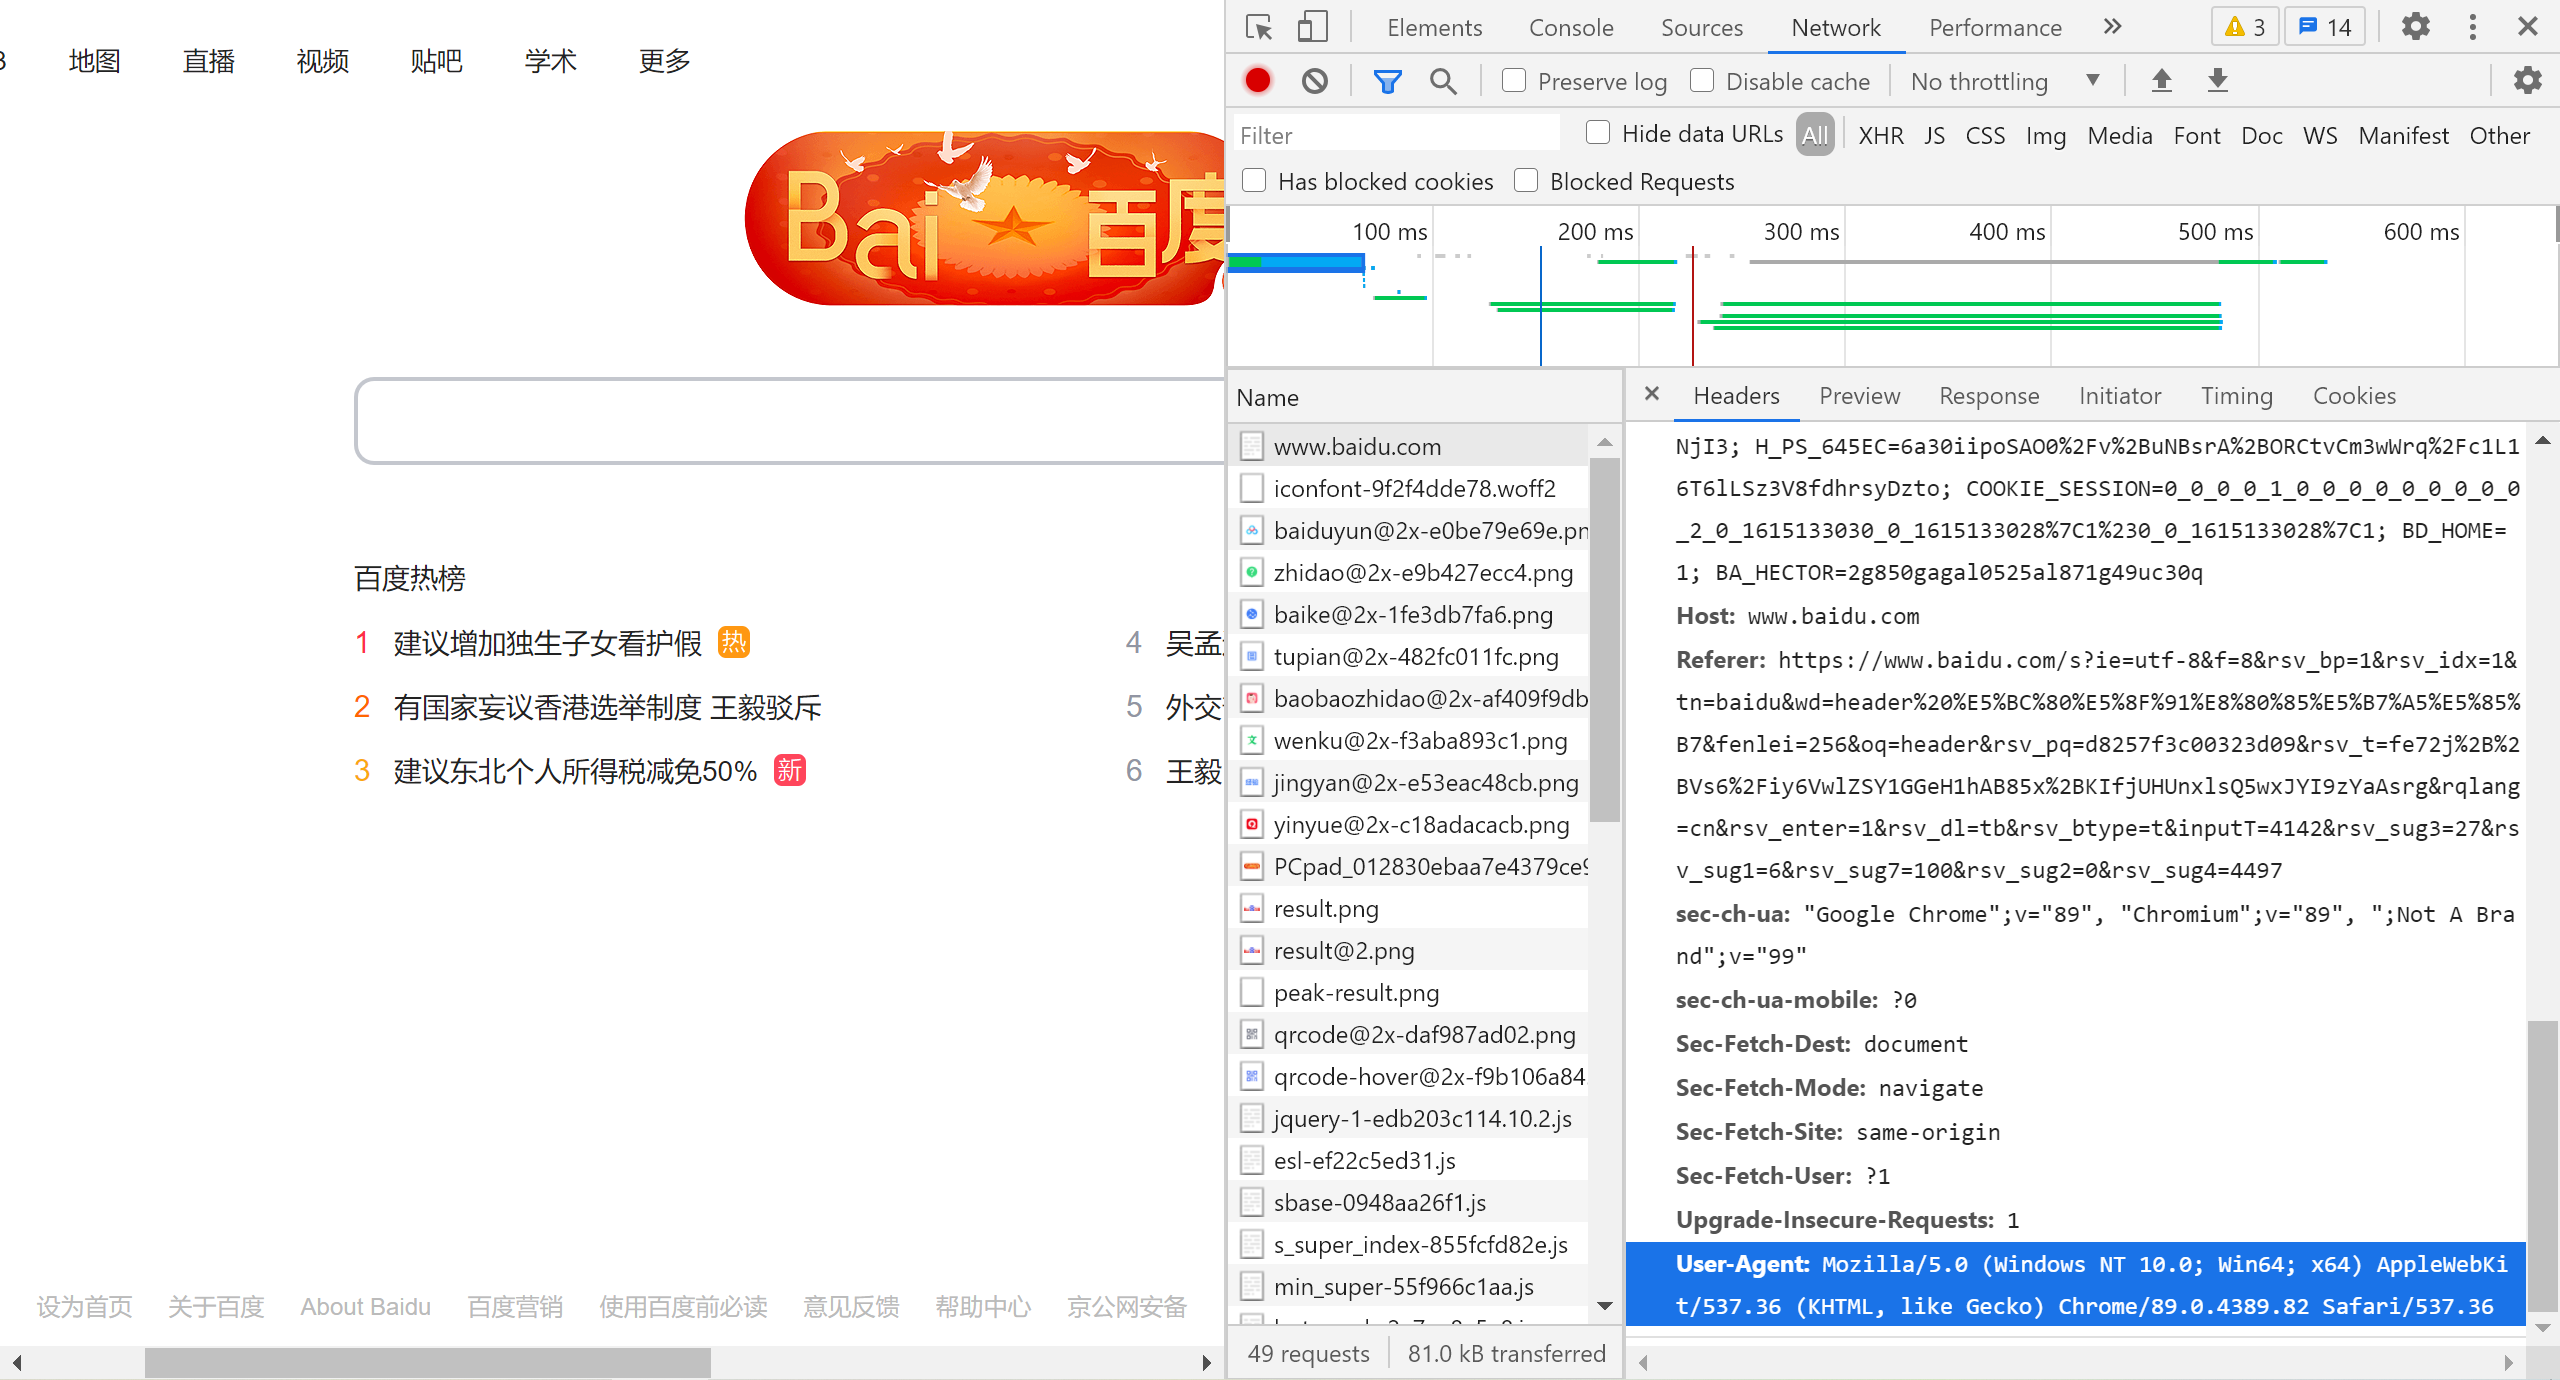 地图 直播 视频 贴吧 学术 更多
Bai 百度
百度热榜
1 建议增加独生子女看护假 热
2 有国家妄议香港选举制度 王毅驳斥
3 建议东北个人所得税减免50% 新
4 吴孟
5 外交
6 王毅
设为首页 关于百度 About Baidu 百度营销 使用百度前必读 意见反馈 帮助中心 京公网安备
Elements Console Sources Network Performance 3 14
Preserve log Disable cache No throttling
Filter Hide data URLs All XHR JS CSS Img Media Font Doc WS Manifest Other
Has blocked cookies Blocked Requests
100 ms 200 ms 300 ms 400 ms 500 ms 600 ms
Name
www.baidu.com
iconfont-9f2f4dde78.woff2
baiduyun@2x-e0be79e69e.pn
zhidao@2x-e9b427ecc4.png
baike@2x-1fe3db7fa6.png
tupian@2x-482fc011fc.png
baobaozhidao@2x-af409f9db
wenku@2x-f3aba893c1.png
jingyan@2x-e53eac48cb.png
yinyue@2x-c18adacacb.png
PCpad_012830ebaa7e4379ce9
result.png
result@2.png
peak-result.png
qrcode@2x-daf987ad02.png
qrcode-hover@2x-f9b106a84
jquery-1-edb203c114.10.2.js
esl-ef22c5ed31.js
sbase-0948aa26f1.js
s_super_index-855fcfd82e.js
min_super-55f966c1aa.js
49 requests 81.0 kB transferred
Headers Preview Response Initiator Timing Cookies
NjI3; H_PS_645EC=6a30iipoSAO0%2Fv%2BuNBsrA%2BORCtvCm3wWrq%2Fc1L1
6T6lLSz3V8fdhrsyDzto; COOKIE_SESSION=0_0_0_0_1_0_0_0_0_0_0_0_0_0
_2_0_1615133030_0_1615133028%7C1%230_0_1615133028%7C1; BD_HOME=
1; BA_HECTOR=2g850gagal0525al871g49uc30q
Host: www.baidu.com
Referer: https://www.baidu.com/s?ie=utf-8&f=8&rsv_bp=1&rsv_idx=1&
tn=baidu&wd=header%20%E5%BC%80%E5%8F%91%E8%80%85%E5%B7%A5%E5%85%
B7&fenlei=256&oq=header&rsv_pq=d8257f3c00323d09&rsv_t=fe72j%2B%2
BVs6%2Fiy6VwlZSY1GGeH1hAB85x%2BKIfjUHUnxlsQ5wxJYI9zYaAsrg&rqlang
=cn&rsv_enter=1&rsv_dl=tb&rsv_btype=t&inputT=4142&rsv_sug3=27&rs
v_sug1=6&rsv_sug7=100&rsv_sug2=0&rsv_sug4=4497
sec-ch-ua: "Google Chrome";v="89", "Chromium";v="89", ";Not A Bra
nd";v="99"
sec-ch-ua-mobile: ?0
Sec-Fetch-Dest: document
Sec-Fetch-Mode: navigate
Sec-Fetch-Site: same-origin
Sec-Fetch-User: ?1
Upgrade-Insecure-Requests: 1
User-Agent: Mozilla/5.0 (Windows NT 10.0; Win64; x64) AppleWebKi
t/537.36 (KHTML, like Gecko) Chrome/89.0.4389.82 Safari/537.36